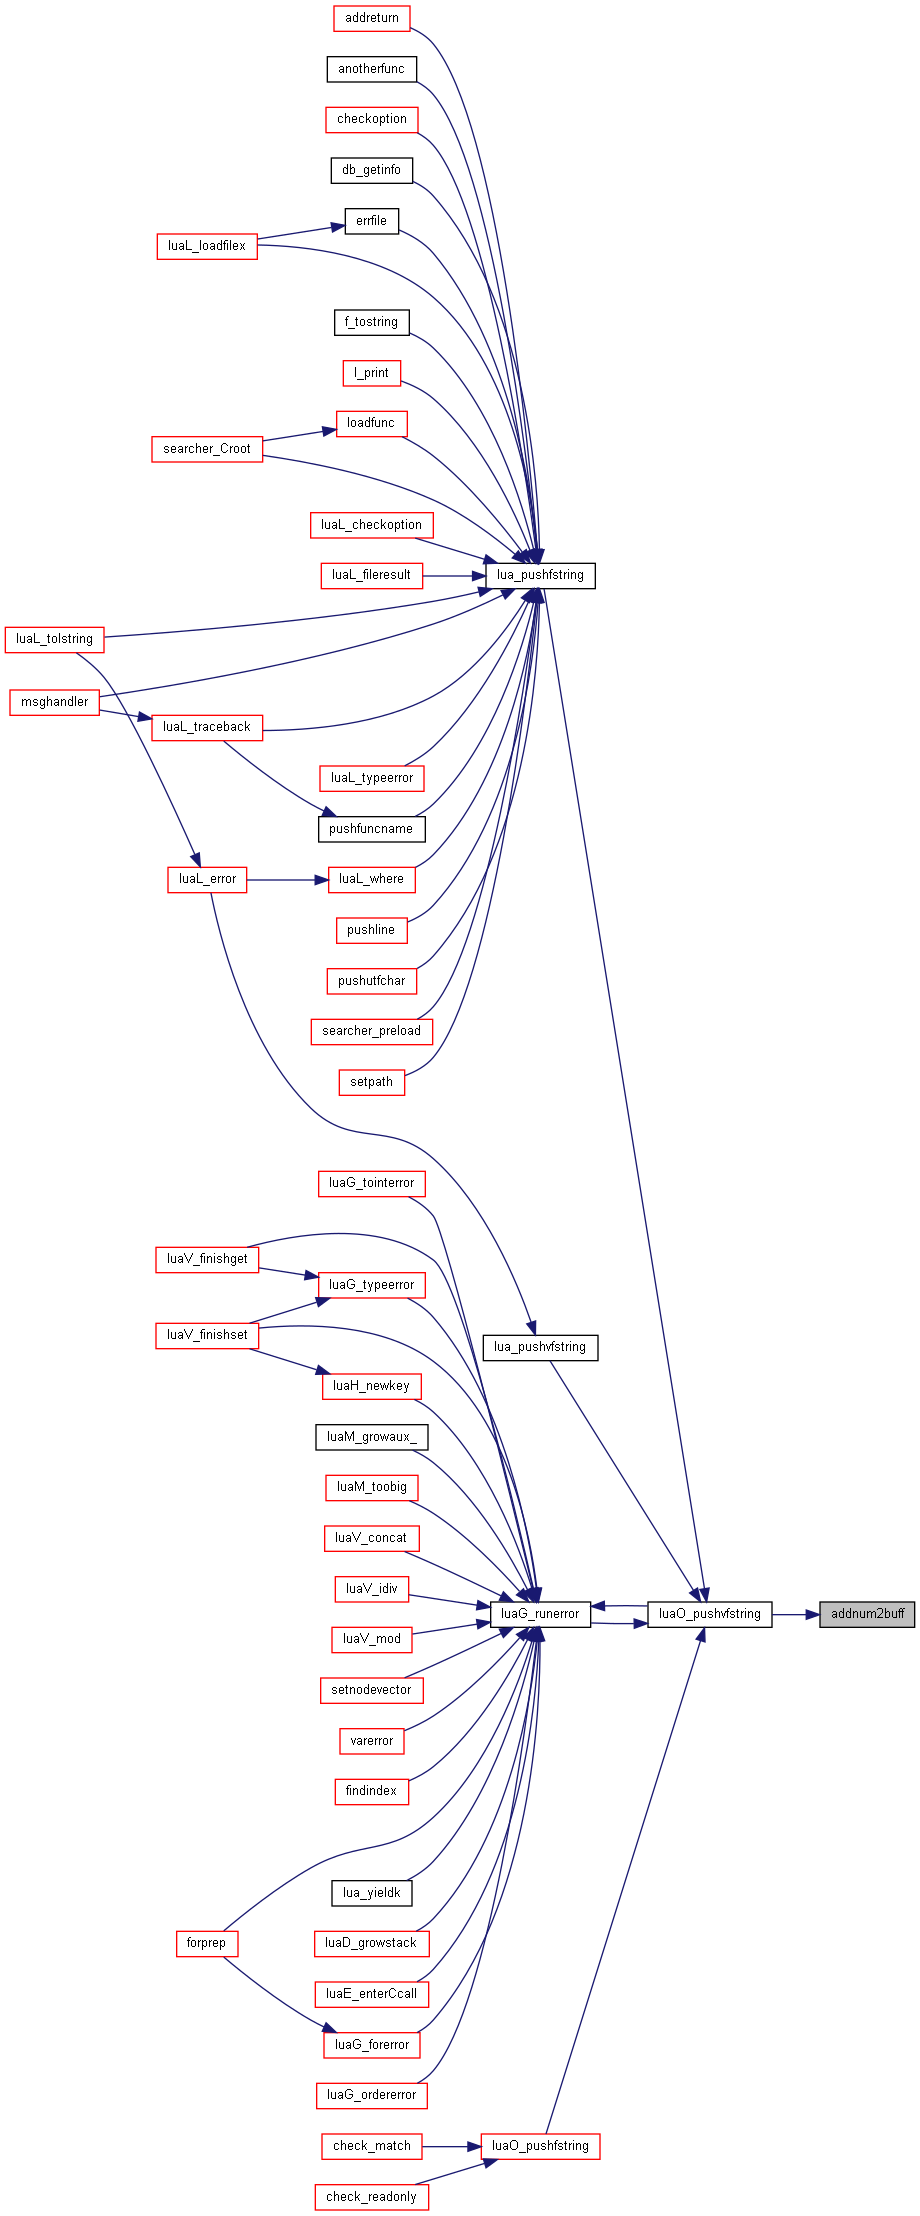 addreturn
anotherfunc
checkoption
db_getinfo
errfile
luaL_loadfilex
f_tostring
l_print
loadfunc
searcher_Croot
luaL_checkoption
luaL_fileresult
lua_pushfstring
luaL_tolstring
msghandler
luaL_traceback
luaL_typeerror
pushfuncname
luaL_error
luaL_where
pushline
pushutfchar
searcher_preload
setpath
luaG_tointerror
luaV_finishget
luaG_typeerror
luaV_finishset
lua_pushvfstring
luaH_newkey
luaM_growaux_
luaM_toobig
luaV_concat
luaV_idiv
luaG_runerror
luaO_pushvfstring
addnum2buff
luaV_mod
setnodevector
varerror
findindex
lua_yieldk
forprep
luaD_growstack
luaE_enterCcall
luaG_forerror
luaG_ordererror
check_match
luaO_pushfstring
check_readonly